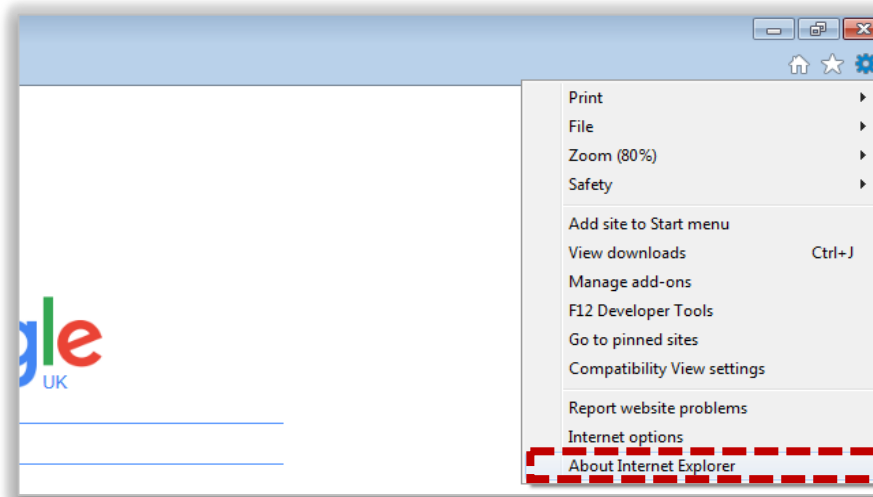 Print
File
Zoom (80%)
Safety
Add site to Start menu
View downloads Ctrl+J
Manage add-ons
F12 Developer Tools
Go to pinned sites
Compatibility View settings
gle
UK
Report website problems
Internet options
About Internet Explorer